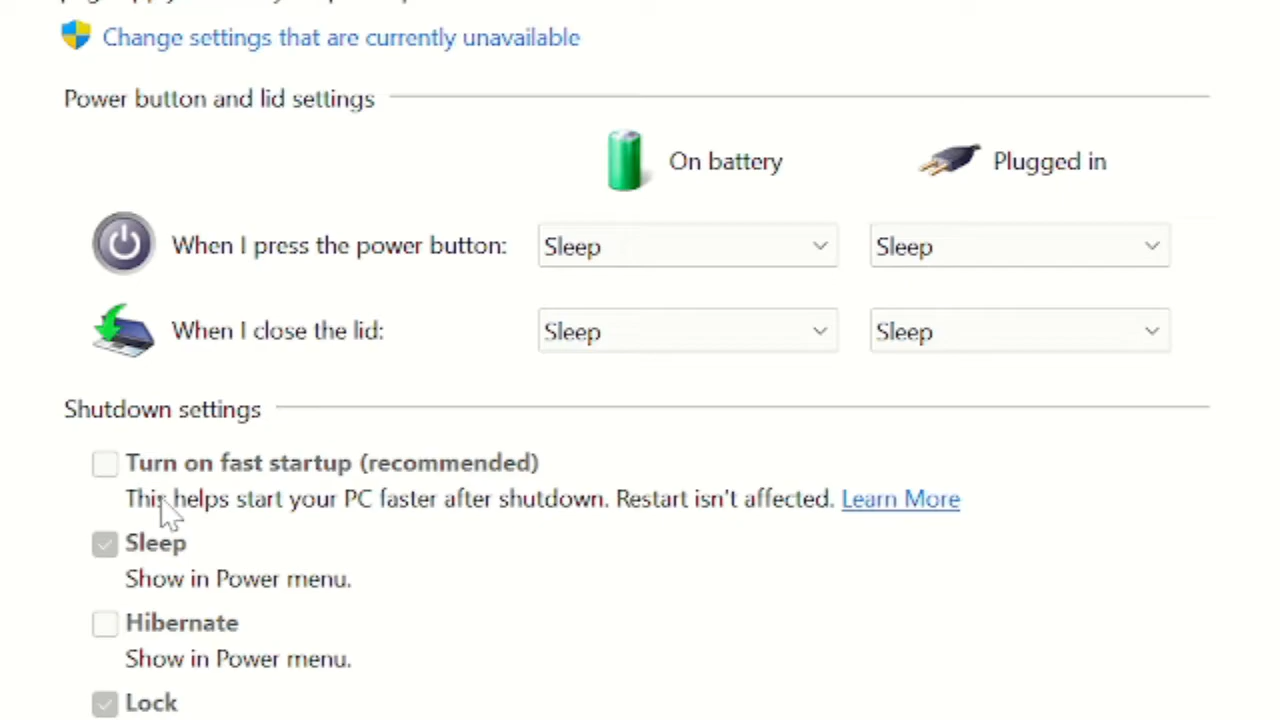 Change settings that are currently unavailable
Power button and lid settings
On battery
Plugged in
When I press the power button:
Sleep
Sleep
When I close the lid:
Sleep
Sleep
Shutdown settings
Turn on fast startup (recommended)
This helps start your PC faster after shutdown. Restart isn't affected. Learn More
Sleep
Show in Power menu.
Hibernate
Show in Power menu.
Lock